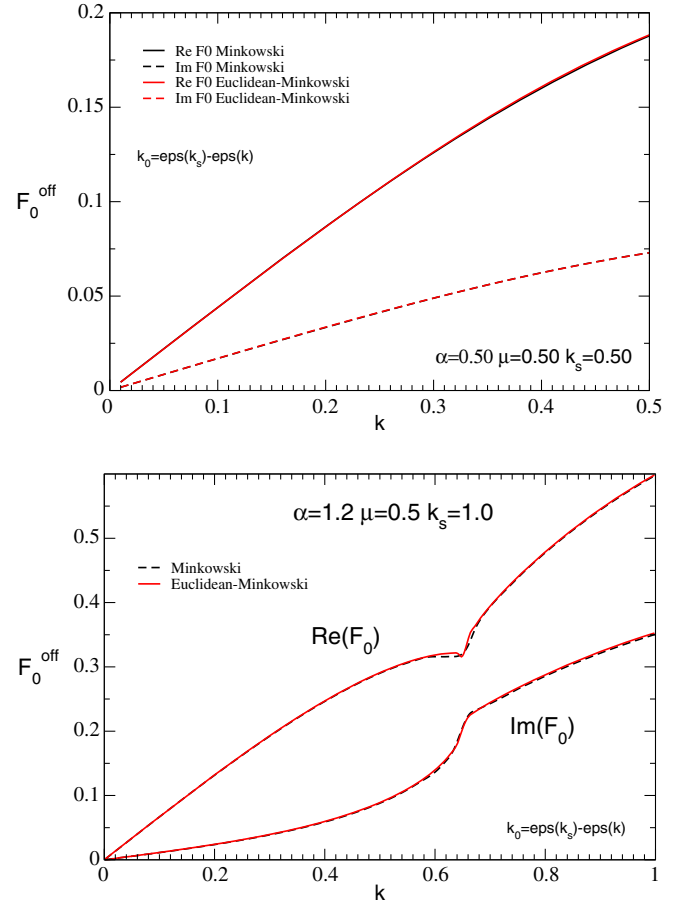 0.2
0.15
0.1
0.05
0
Re F0 Minkowski
Im F0 Minkowski
Re F0 Euclidean-Minkowski
Im F0 Euclidean-Minkowski
k₀=eps(kₛ)-eps(k)
F₀ᵒᶠᶠ
α=0.50 μ=0.50 kₛ=0.50
0.1 0.2 0.3 0.4 0.5
k
0.5
0.4
0.3
0.2
0.1
0
α=1.2 μ=0.5 kₛ=1.0
Minkowski
Euclidean-Minkowski
Re(F₀)
F₀ᵒᶠᶠ
Im(F₀)
k₀=eps(kₛ)-eps(k)
0 0.2 0.4 0.6 0.8 1
k